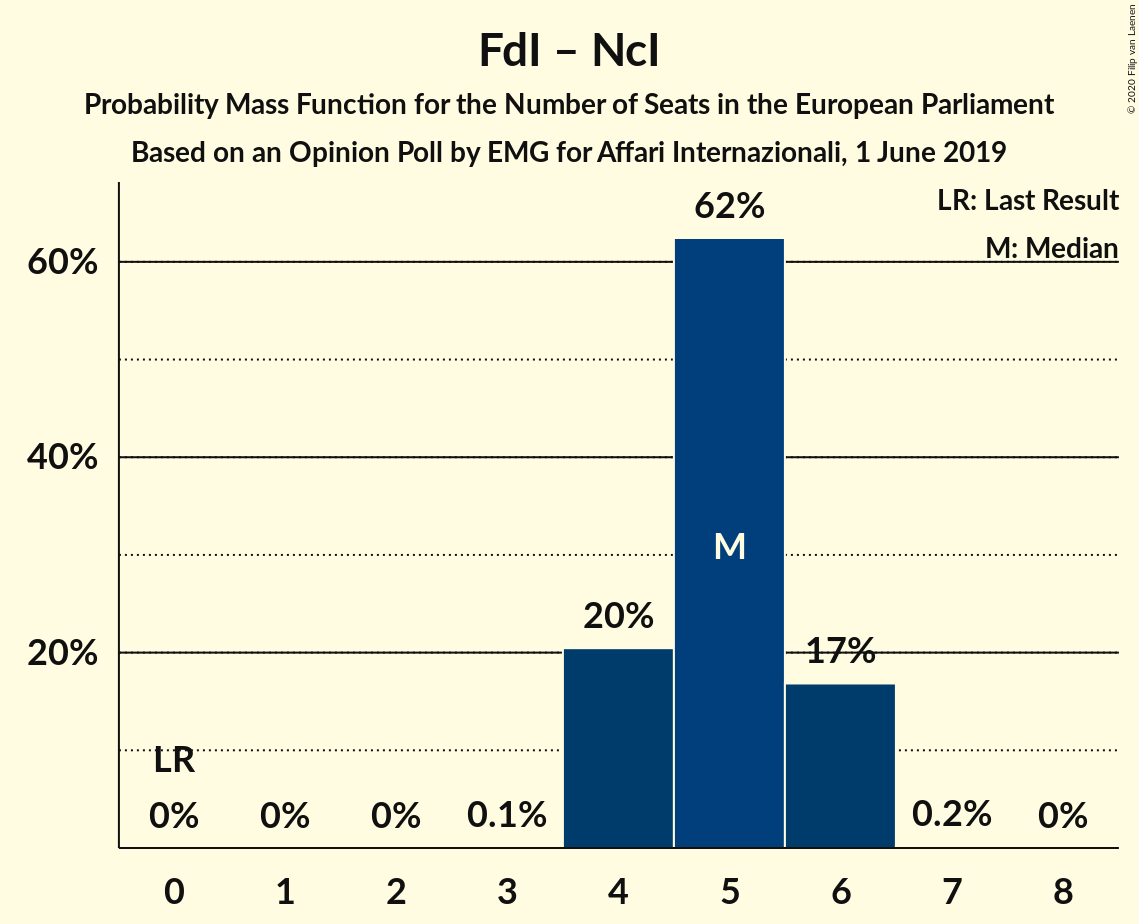 FdI – NcI
Probability Mass Function for the Number of Seats in the European Parliament
Based on an Opinion Poll by EMG for Affari Internazionali, 1 June 2019
© 2020 Filip van Laenen
LR: Last Result
M: Median
62%
60%
40%
M
20%
20%
17%
LR
0%
0%
0%
0.1%
0.2%
0%
0 1 2 3 4 5 6 7 8